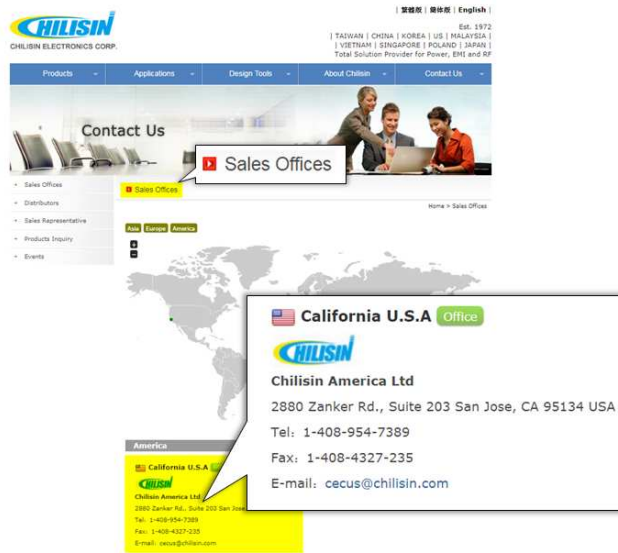 | 繁體版 | 簡体版 | English |
CHILISIN
CHILISIN ELECTRONICS CORP.
Est. 1972
| TAIWAN | CHINA | KOREA | US | MALAYSIA |
| VIETNAM | SINGAPORE | POLAND | JAPAN |
Total Solution Provider for Power, EMI and RF
Products
Applications
Design Tools
About Chilisin
Contact Us
Contact Us
Sales Offices
Sales Offices
Distributors
Sales Representative
Products Inquiry
Events
Sales Offices
Home > Sales Offices
Asia Europe America
+
-
California U.S.A Office
CHILISIN
Chilisin America Ltd
2880 Zanker Rd., Suite 203 San Jose, CA 95134 USA
Tel: 1-408-954-7389
Fax: 1-408-4327-235
E-mail: cecus@chilisin.com
America
California U.S.A
CHILISIN
Chilisin America Ltd
2880 Zanker Rd., Suite 203 San Jose,
Tel: 1-408-954-7389
Fax: 1-408-4327-235
E-mail: cecus@chilisin.com